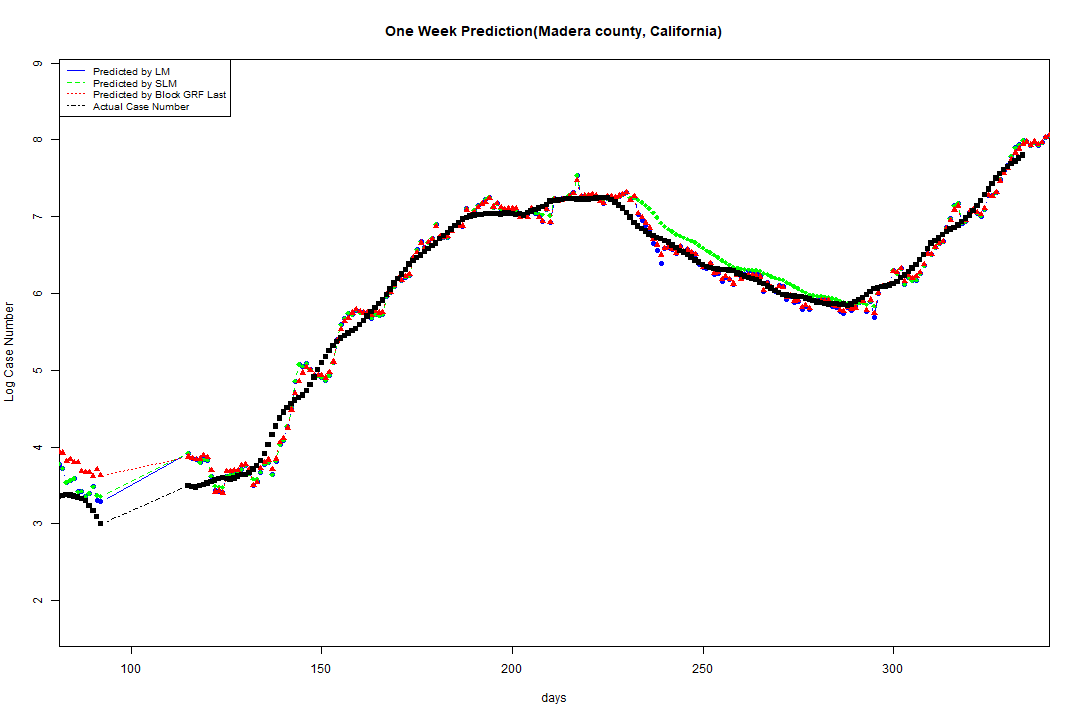 One Week Prediction(Madera county, California)
Predicted by LM
Predicted by SLM
Predicted by Block GRF Last
Actual Case Number
Log Case Number
9
8
7
6
5
4
3
2
100 150 200 250 300
days